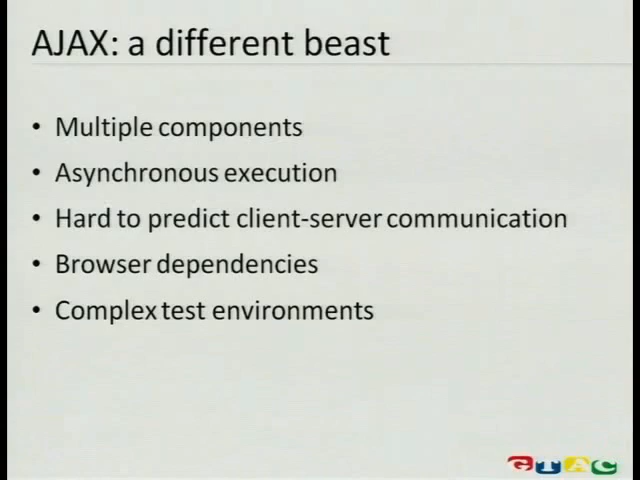 AJAX: a different beast
• Multiple components
• Asynchronous execution
• Hard to predict client-server communication
• Browser dependencies
• Complex test environments
GTAC